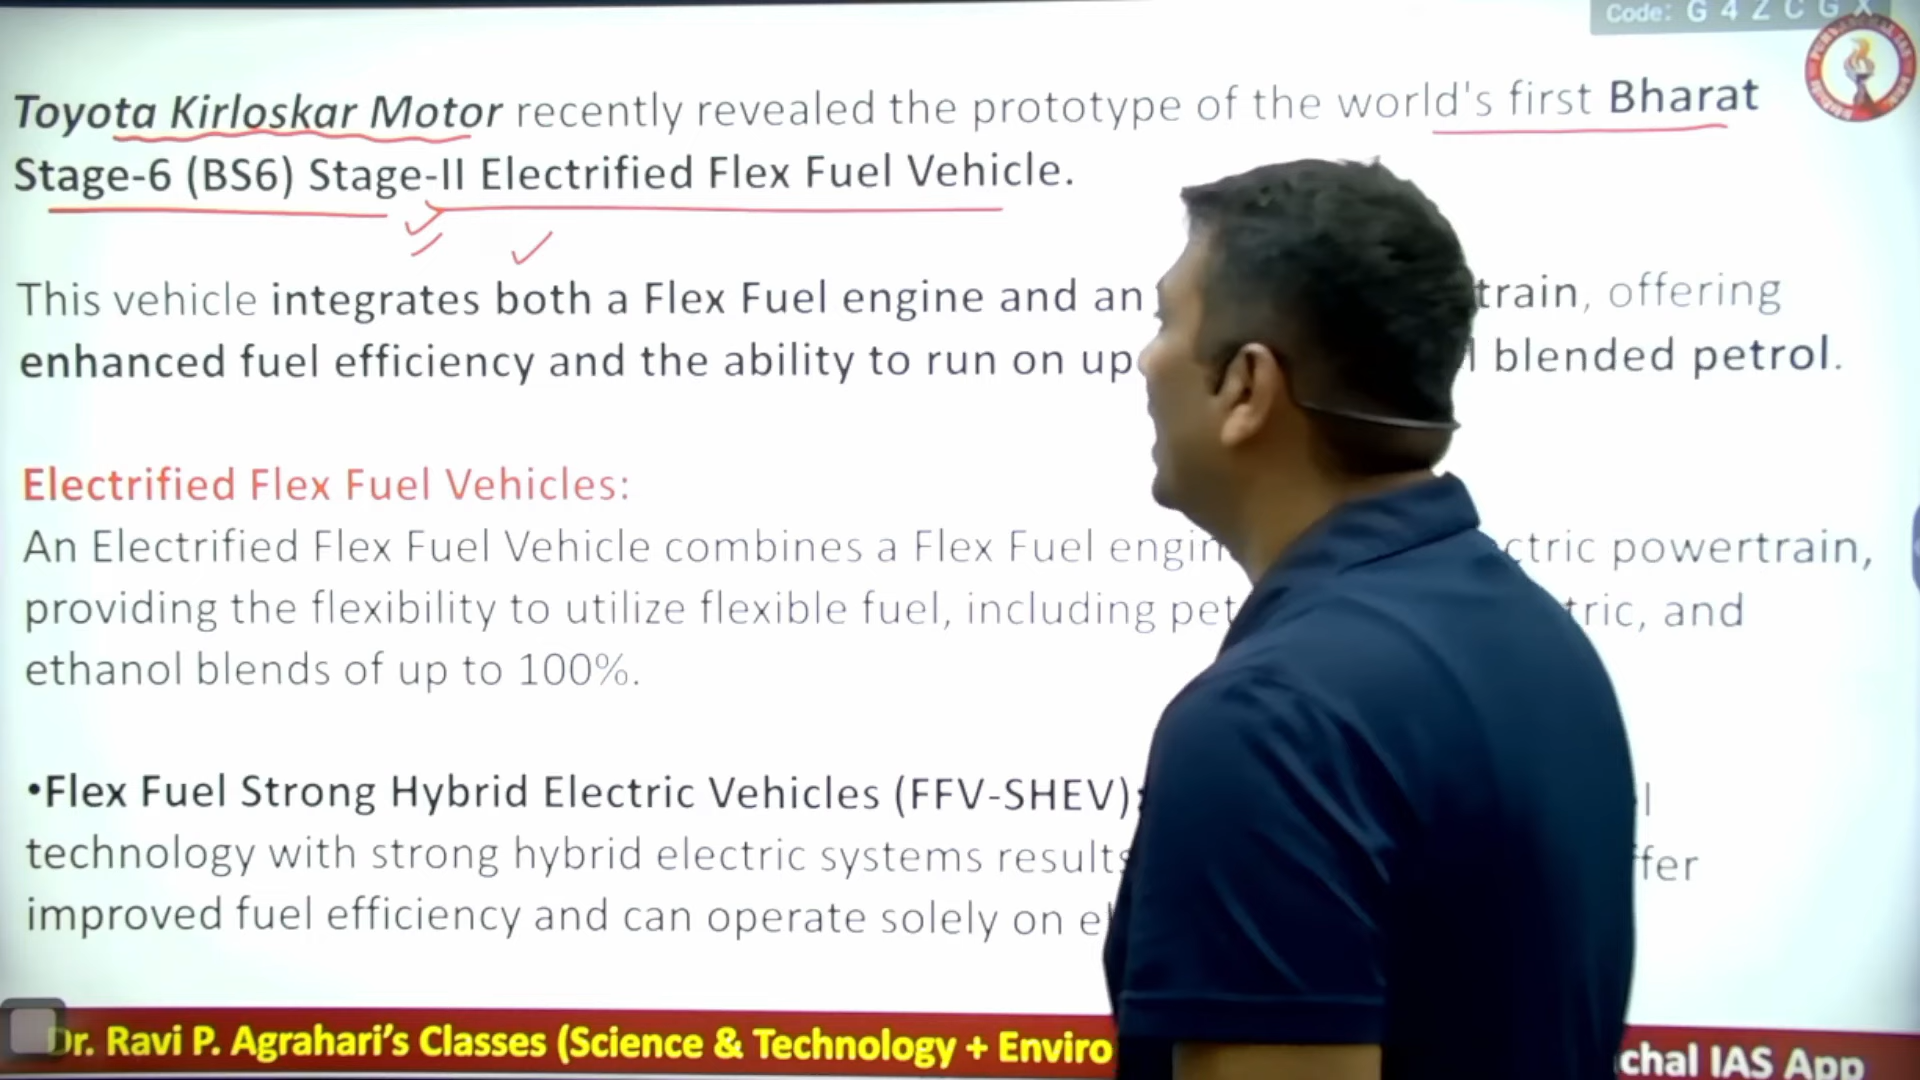 Code: G 4 Z C G X
Toyota Kirloskar Motor recently revealed the prototype of the world's first Bharat
Stage-6 (BS6) Stage-II Electrified Flex Fuel Vehicle.
This vehicle integrates both a Flex Fuel engine and an train, offering
enhanced fuel efficiency and the ability to run on up blended petrol.
Electrified Flex Fuel Vehicles:
An Electrified Flex Fuel Vehicle combines a Flex Fuel engin ctric powertrain,
providing the flexibility to utilize flexible fuel, including pet tric, and
ethanol blends of up to 100%.
•Flex Fuel Strong Hybrid Electric Vehicles (FFV-SHEV):
technology with strong hybrid electric systems results fer
improved fuel efficiency and can operate solely on el
Dr. Ravi P. Agrahari's Classes (Science & Technology + Enviro chal IAS App